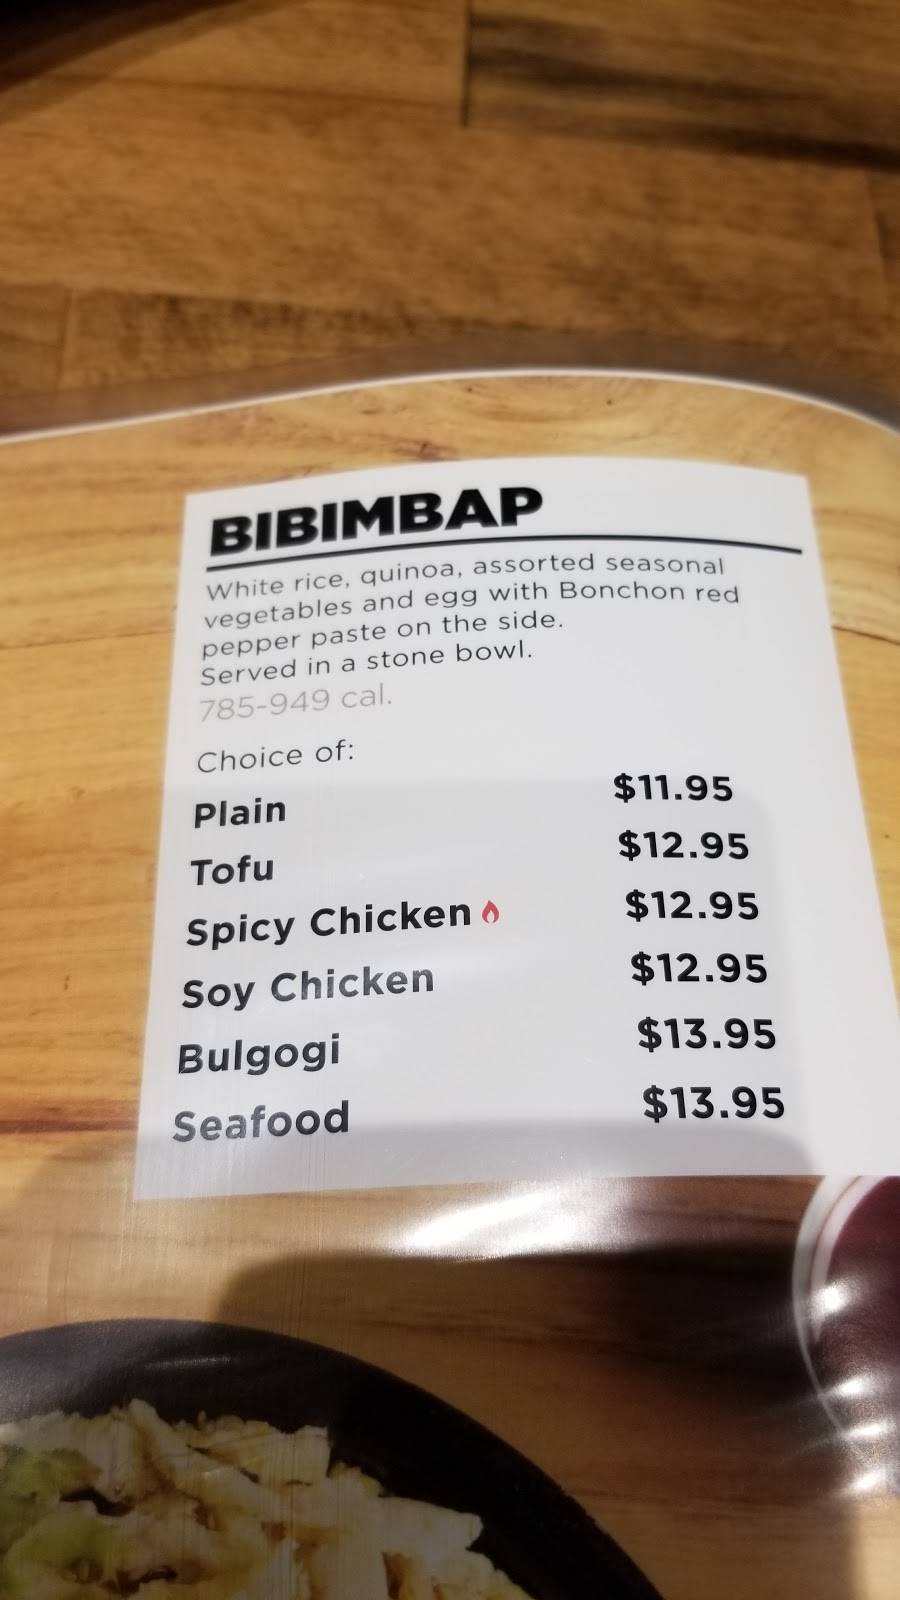 BIBIMBAP
White rice, quinoa, assorted seasonal
vegetables and egg with Bonchon red
pepper paste on the side.
Served in a stone bowl.
785-949 cal.
Choice of:
Plain $11.95
Tofu $12.95
Spicy Chicken $12.95
Soy Chicken $12.95
Bulgogi $13.95
Seafood $13.95